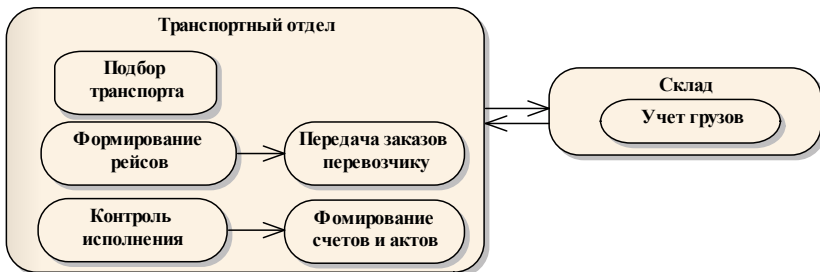 Транспортный отдел
Подбор
транспорта
Формирование
рейсов
Передача заказов
перевозчику
Контроль
исполнения
Фомирование
счетов и актов
Склад
Учет грузов